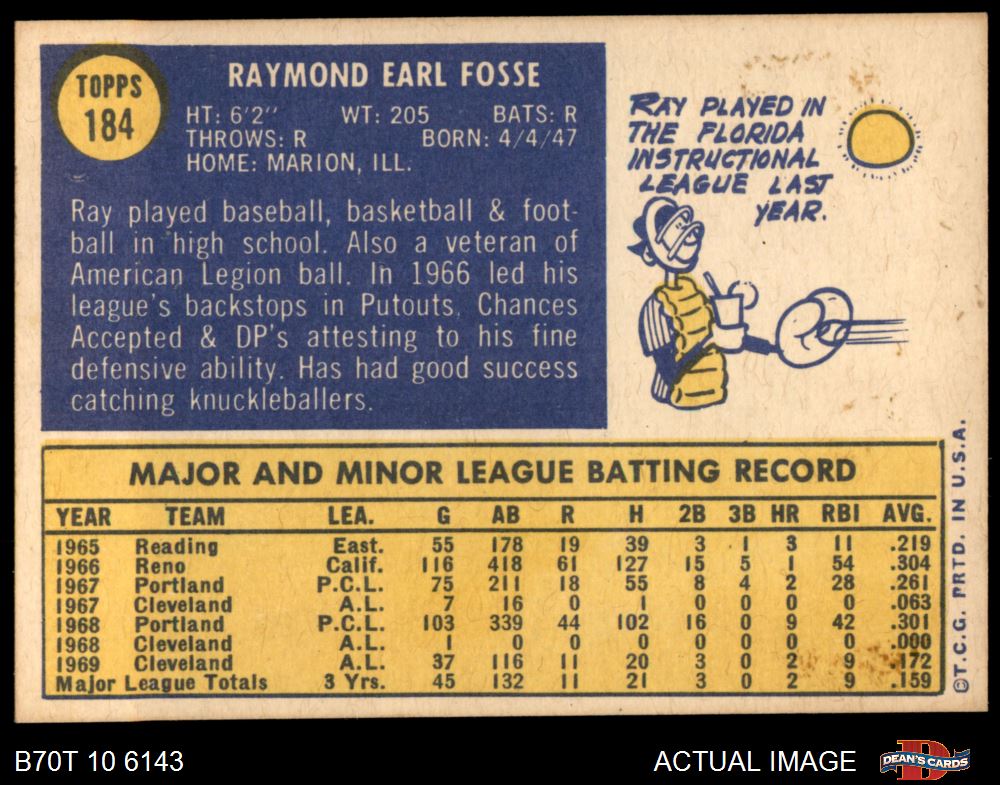 TOPPS
184
RAYMOND EARL FOSSE
HT: 6'2" WT: 205 BATS: R
THROWS: R BORN: 4/4/47
HOME: MARION, ILL.
Ray played baseball, basketball & foot-
ball in high school. Also a veteran of
American Legion ball. In 1966 led his
league's backstops in Putouts, Chances
Accepted & DP's attesting to his fine
defensive ability. Has had good success
catching knuckleballers.
RAY PLAYED IN
THE FLORIDA
INSTRUCTIONAL
LEAGUE LAST
YEAR.
MAJOR AND MINOR LEAGUE BATTING RECORD
YEAR TEAM LEA. G AB R H 2B 3B HR RBI AVG.
1965 Reading East. 55 178 19 39 3 1 3 11 .219
1966 Reno Calif. 116 418 61 127 15 5 1 54 .304
1967 Portland P.C.L. 75 211 18 55 8 4 2 28 .261
1967 Cleveland A.L. 7 16 0 1 0 0 0 0 .063
1968 Portland P.C.L. 103 339 44 102 16 0 9 42 .301
1968 Cleveland A.L. 1 0 0 0 0 0 0 0 .000
1969 Cleveland A.L. 37 116 11 20 3 0 2 9 .172
Major League Totals 3 Yrs. 45 132 11 21 3 0 2 9 .159
©T.C.G. PRTD. IN U.S.A.
B70T 10 6143
ACTUAL IMAGE
D
DEAN'S CARDS